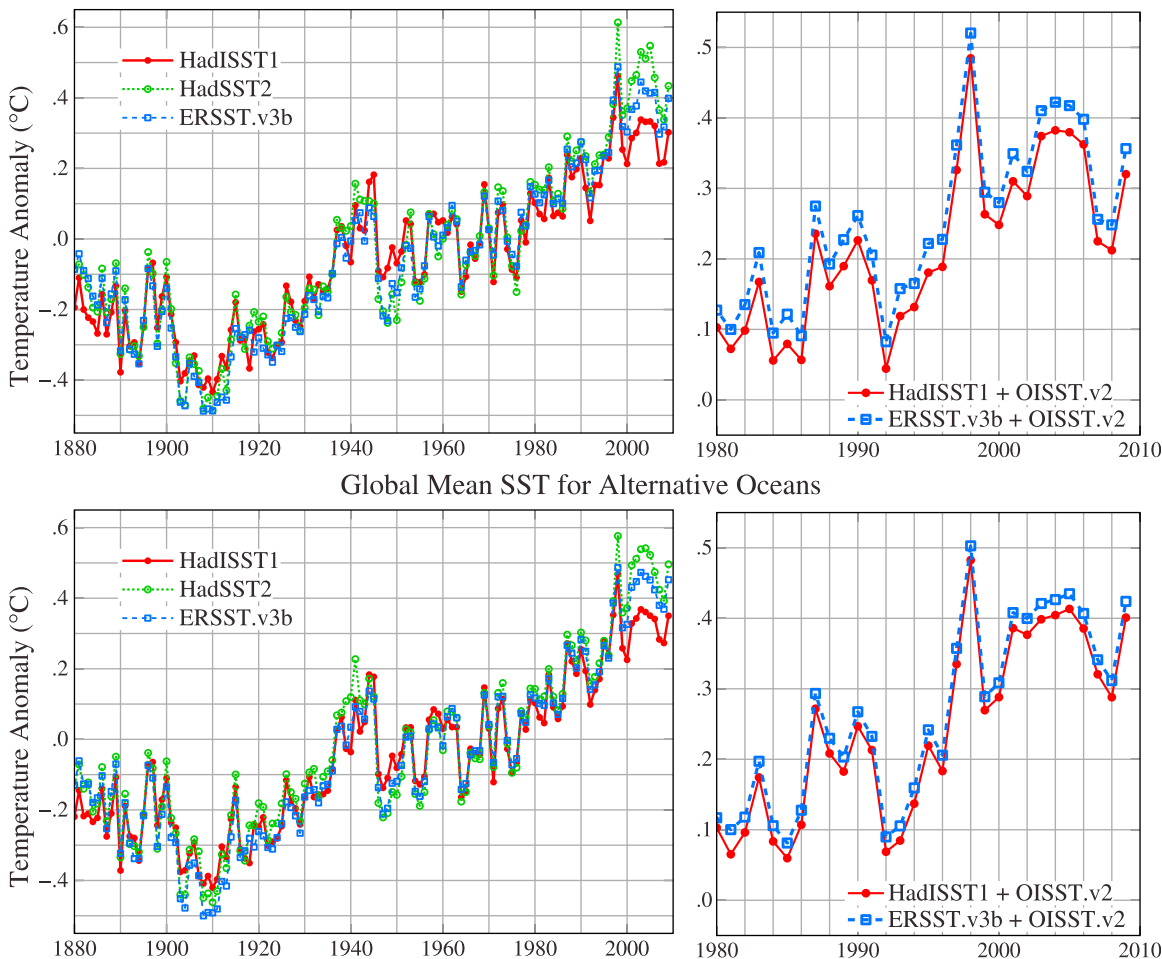 .6
.4
.2
.0
−.2
−.4
Temperature Anomaly (°C)
HadISST1
HadSST2
ERSST.v3b
1880 1900 1920 1940 1960 1980 2000
.5
.4
.3
.2
.1
.0
HadISST1 + OISST.v2
ERSST.v3b + OISST.v2
1980 1990 2000 2010
Global Mean SST for Alternative Oceans
.6
.4
.2
.0
−.2
−.4
Temperature Anomaly (°C)
HadISST1
HadSST2
ERSST.v3b
1880 1900 1920 1940 1960 1980 2000
.5
.4
.3
.2
.1
.0
HadISST1 + OISST.v2
ERSST.v3b + OISST.v2
1980 1990 2000 2010